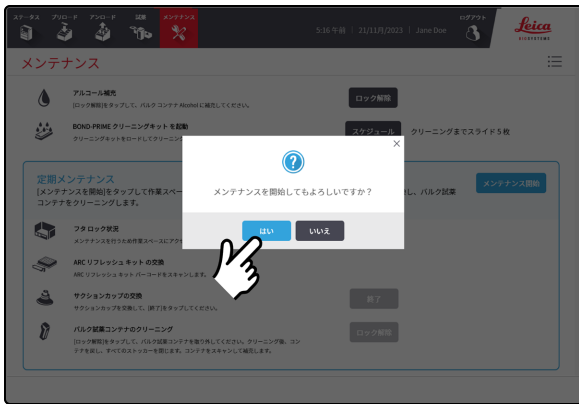 ステータス プリロード アンロード 試薬 メンテナンス
5:16 午前 | 21/11月/2023 | Jane Doe
ログアウト
Leica
BIOSYSTEMS
メンテナンス
アルコール補充
[ロック解除]をタップして、バルク コンテナ Alcohol に補充してください。
ロック解除
BOND-PRIME クリーニングキット を起動
クリーニングキットをロードしてクリーニン
スケジュール
クリーニングまでスライド 5 枚
メンテナンスを開始してもよろしいですか？
はい
いいえ
定期メンテナンス
[メンテナンスを開始]をタップして作業スペー
し、バルク試薬
コンテナをクリーニングします。
メンテナンス開始
フタ ロック状況
メンテナンスを行うため作業スペースにアクセ
ARC リフレッシュ キット の交換
ARC リフレッシュ キット バーコードをスキャンします。
サクションカップの交換
サクションカップを交換して、[終了]をタップしてください。
終了
バルク試薬コンテナのクリーニング
[ロック解除]をタップして、バルク試薬コンテナを取り外してください。クリーニング後、コン
テナを戻し、すべてのストッカーを閉じます。コンテナをスキャンして補充します。
ロック解除